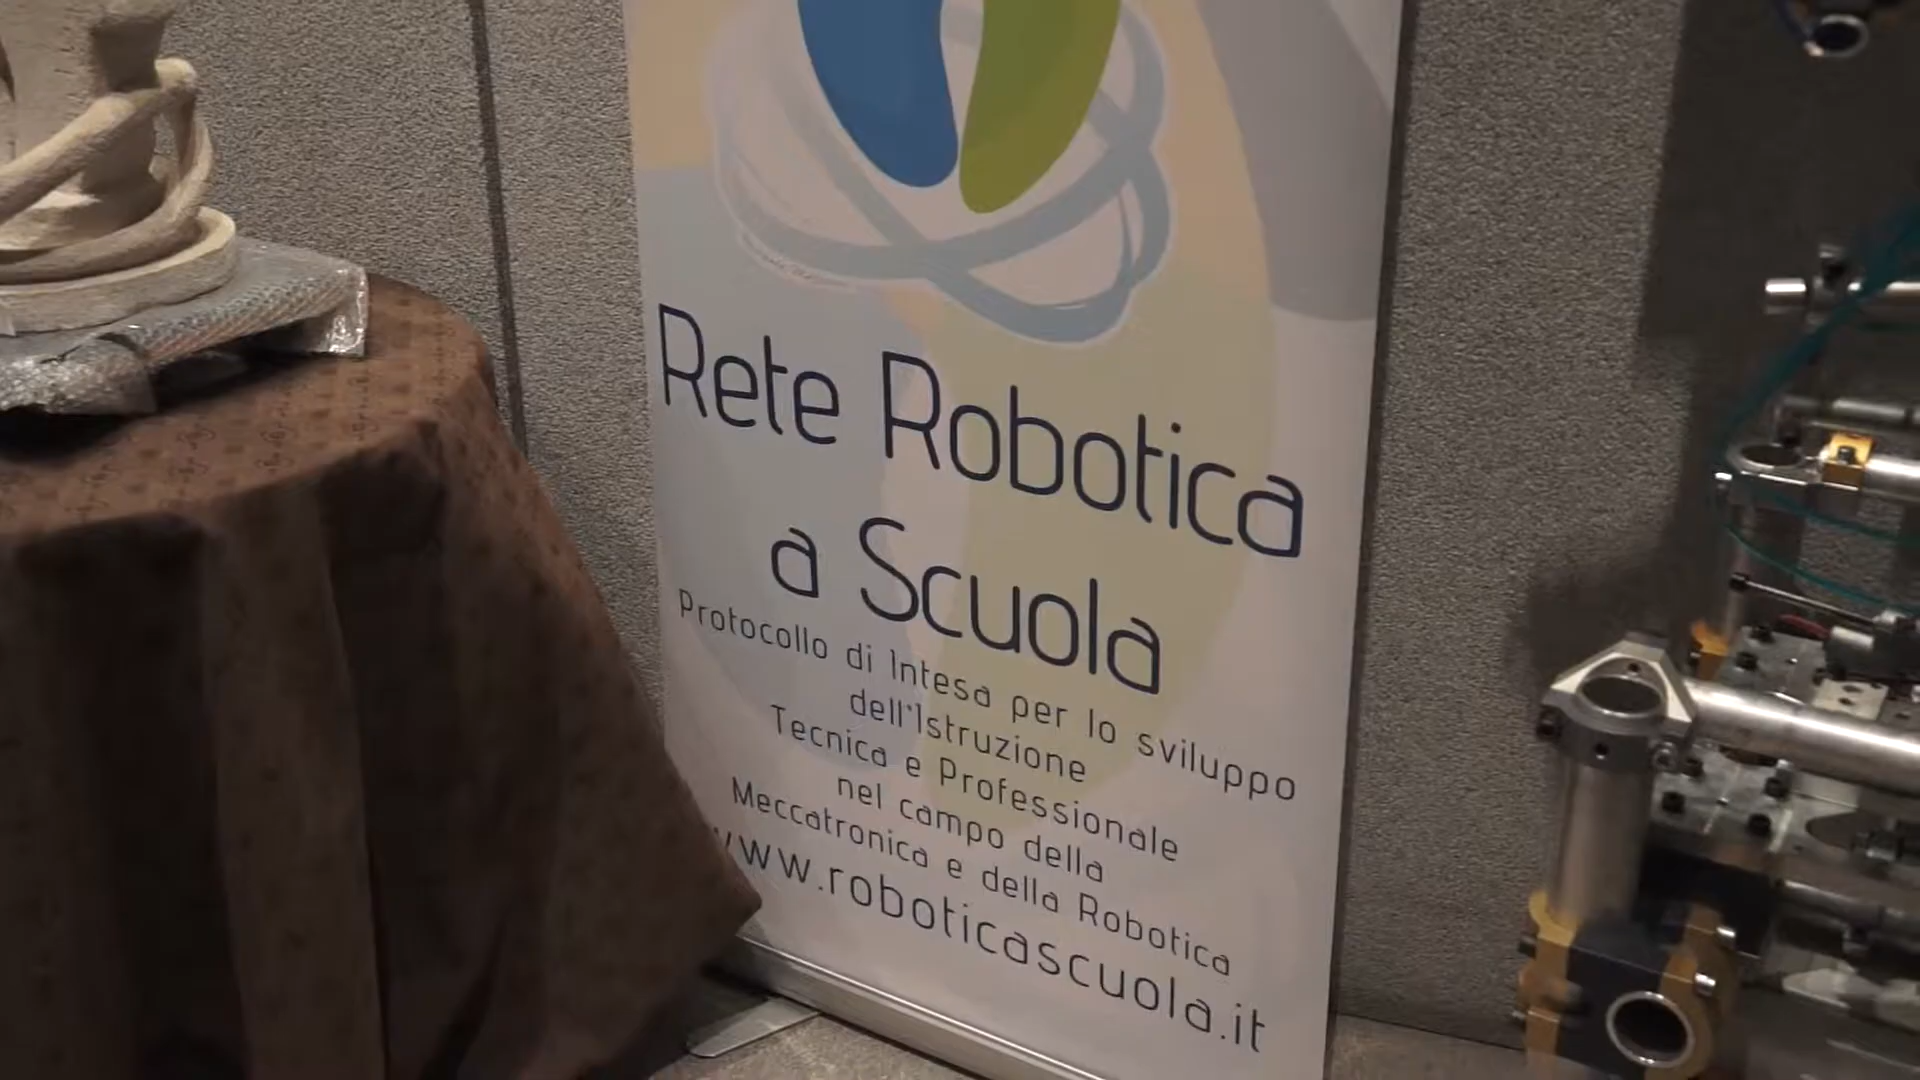 Rete Robotica
a Scuola
Protocollo di Intesa per lo sviluppo
dell'Istruzione
Tecnica e Professionale
nel campo della
Meccatronica e della Robotica
www.roboticascuola.it